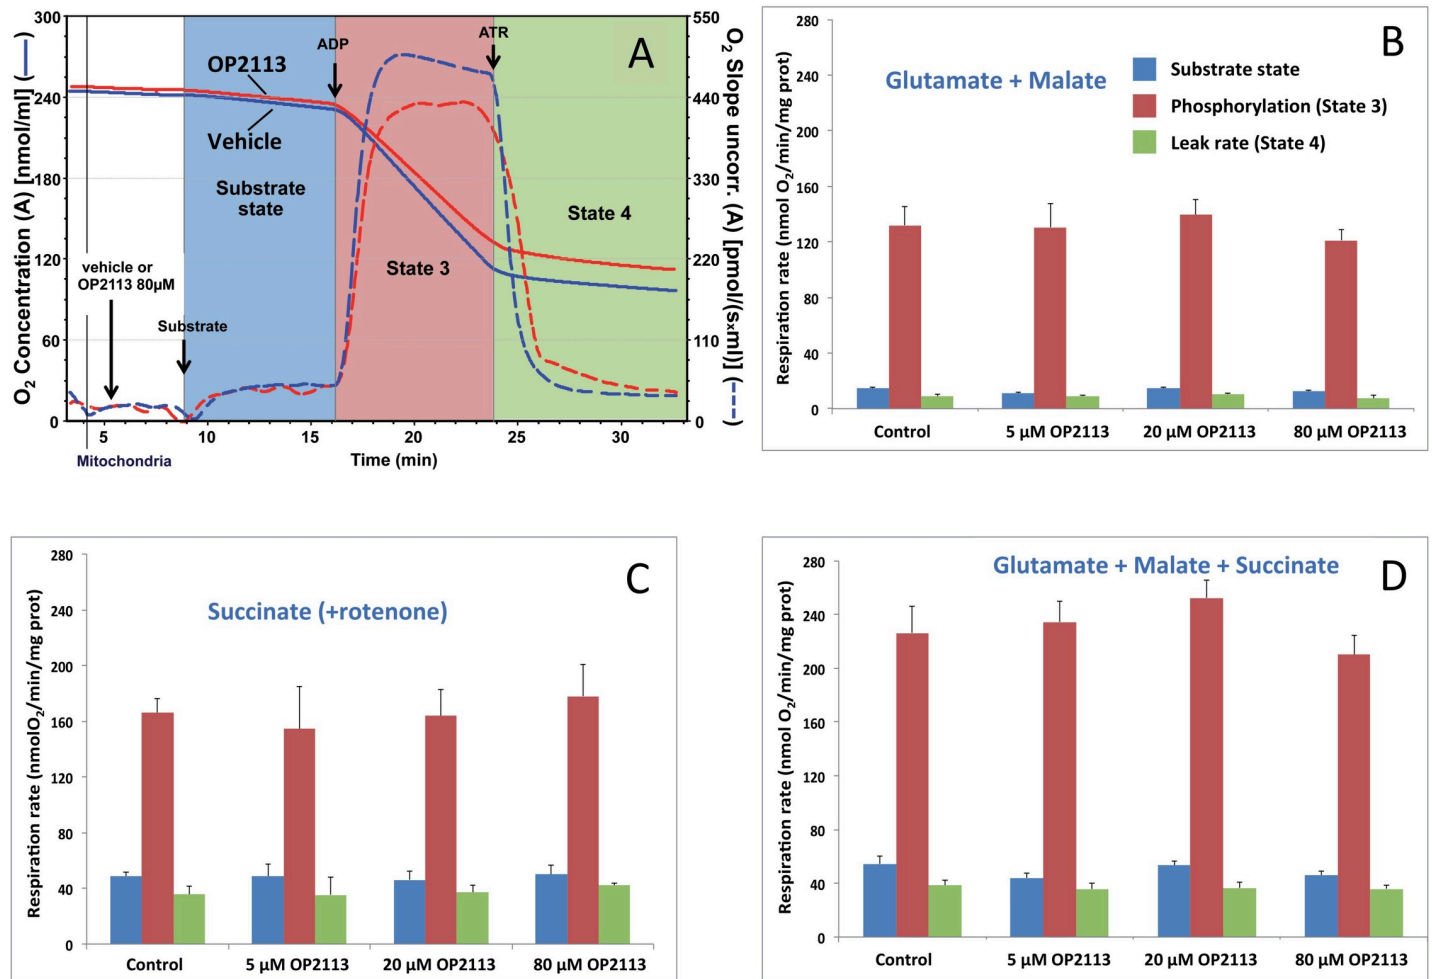 A
O2 Concentration (A) [nmol/ml] (—)
300
240
180
120
60
0
O2 Slope uncorr. (A) [pmol/(sxml)] (---)
550
440
330
220
110
0
OP2113
Vehicle
ADP
ATR
Substrate
state
State 3
State 4
vehicle or
OP2113 80µM
Substrate
5 10 15 20 25 30
Mitochondria
Time (min)
B
Glutamate + Malate
Substrate state
Phosphorylation (State 3)
Leak rate (State 4)
Respiration rate (nmol O2/min/mg prot)
280
240
200
160
120
80
40
0
Control 5 µM OP2113 20 µM OP2113 80 µM OP2113
C
Succinate (+rotenone)
Respiration rate (nmolO2/min/mg prot)
280
240
200
160
120
80
40
0
Control 5 µM OP2113 20 µM OP2113 80 µM OP2113
D
Glutamate + Malate + Succinate
Respiration rate (nmol O2/min/mg prot)
280
240
200
160
120
80
40
0
Control 5 µM OP2113 20 µM OP2113 80 µM OP2113